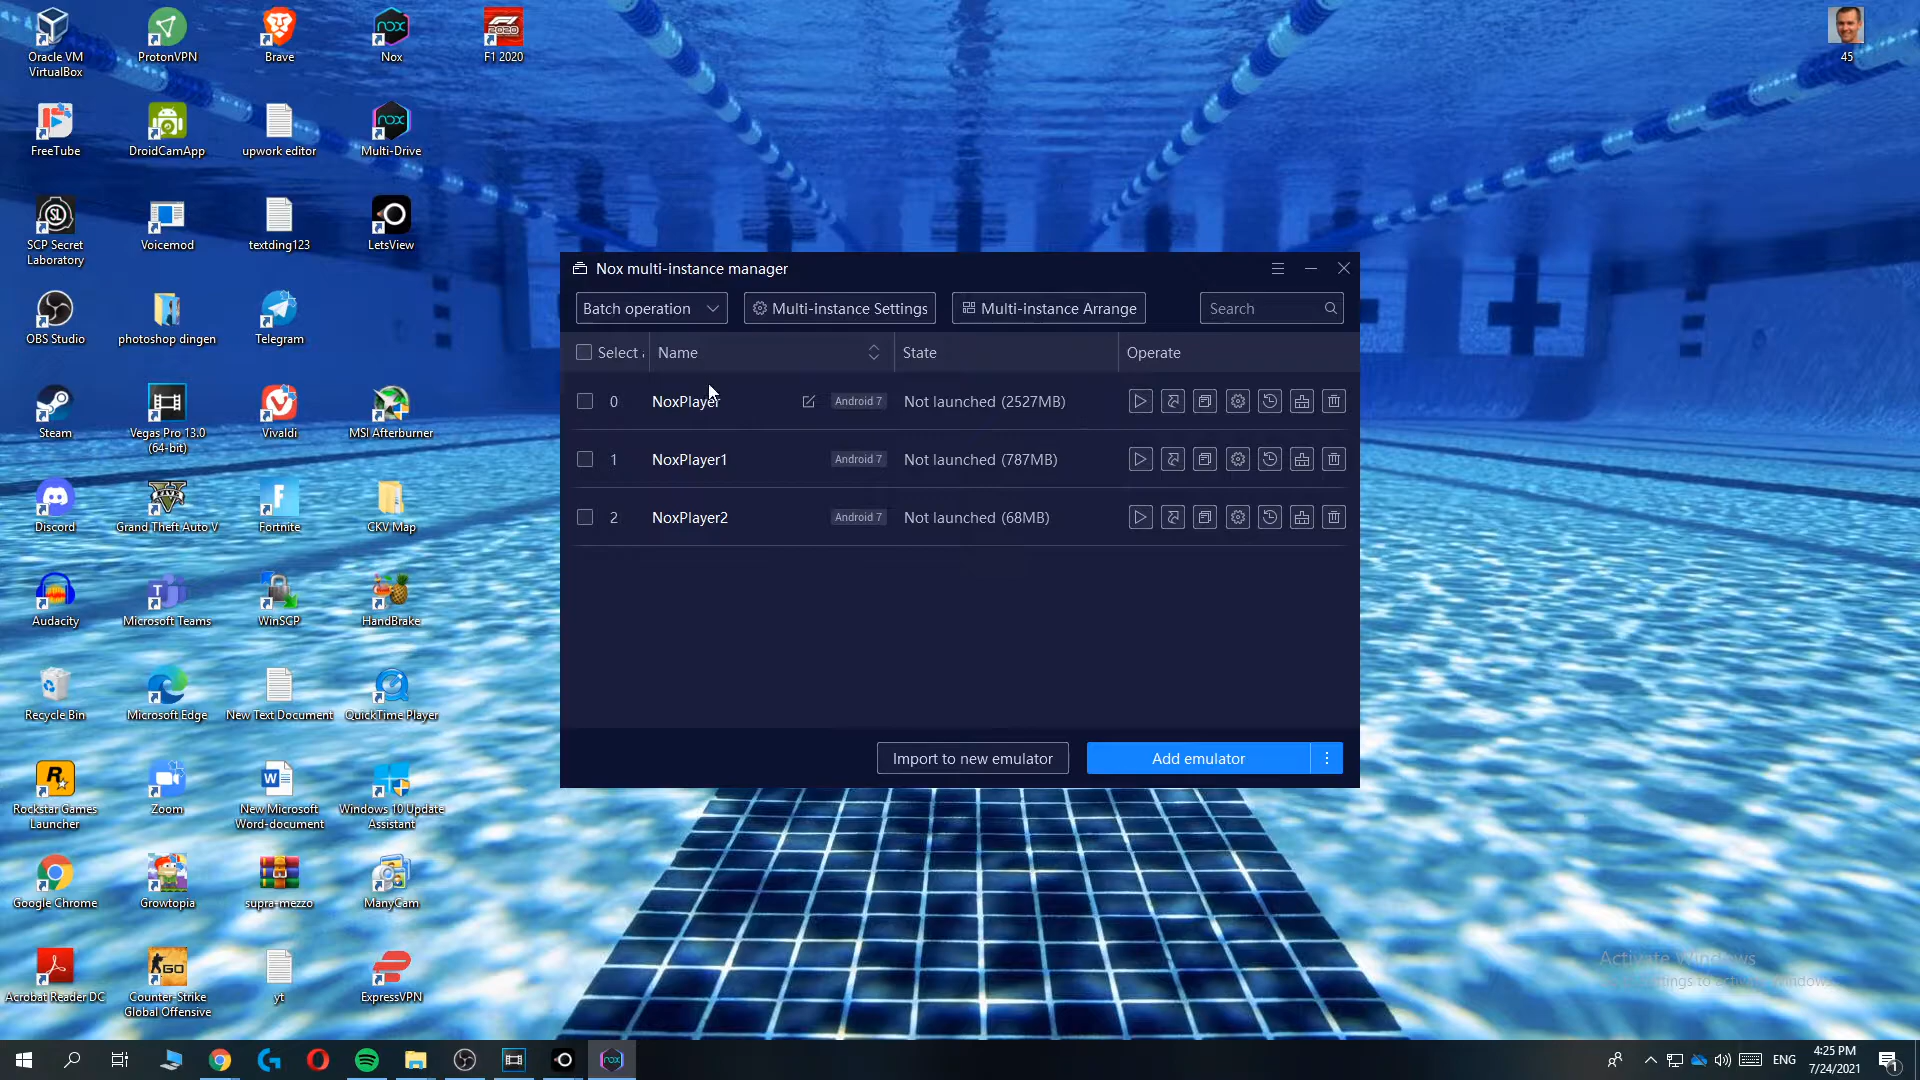 Oracle VM
VirtualBox
ProtonVPN
Brave
Nox
F1 2020
45
FreeTube
DroidCamApp
upwork editor
Multi-Drive
SCP Secret
Laboratory
Voicemod
textding123
LetsView
OBS Studio
photoshop dingen
Telegram
Steam
Vegas Pro 13.0
(64-bit)
Vivaldi
MSI Afterburner
Discord
Grand Theft Auto V
Fortnite
CKV Map
Audacity
Microsoft Teams
WinSCP
HandBrake
Recycle Bin
Microsoft Edge
New Text Document
QuickTime Player
Rockstar Games
Launcher
Zoom
New Microsoft
Word-document
Windows 10 Update
Assistant
Google Chrome
Growtopia
supra-mezzo
ManyCam
Acrobat Reader DC
Counter-Strike
Global Offensive
yt
ExpressVPN
Nox multi-instance manager
Batch operation
Multi-instance Settings
Multi-instance Arrange
Search
Select
Name
State
Operate
0 NoxPlayer Android 7 Not launched (2527MB)
1 NoxPlayer1 Android 7 Not launched (787MB)
2 NoxPlayer2 Android 7 Not launched (68MB)
Import to new emulator
Add emulator
Activate Windows
ENG
4:25 PM
7/24/2021
1